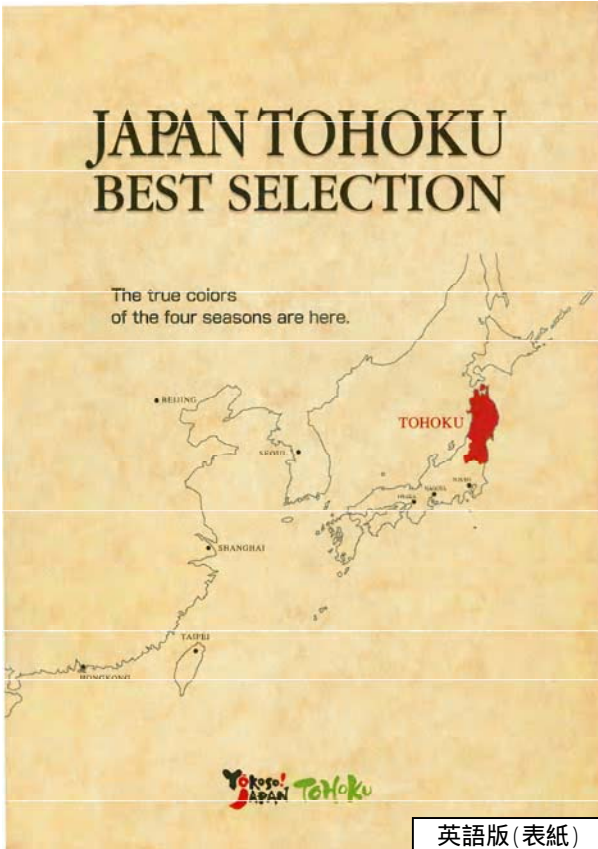 JAPAN TOHOKU
BEST SELECTION
The true colors
of the four seasons are here.
BEIJING
TOHOKU
SHANGHAI
TAIPEI
HONGKONG
Yokoso!
JAPAN
TOHOKU
英語版(表紙)